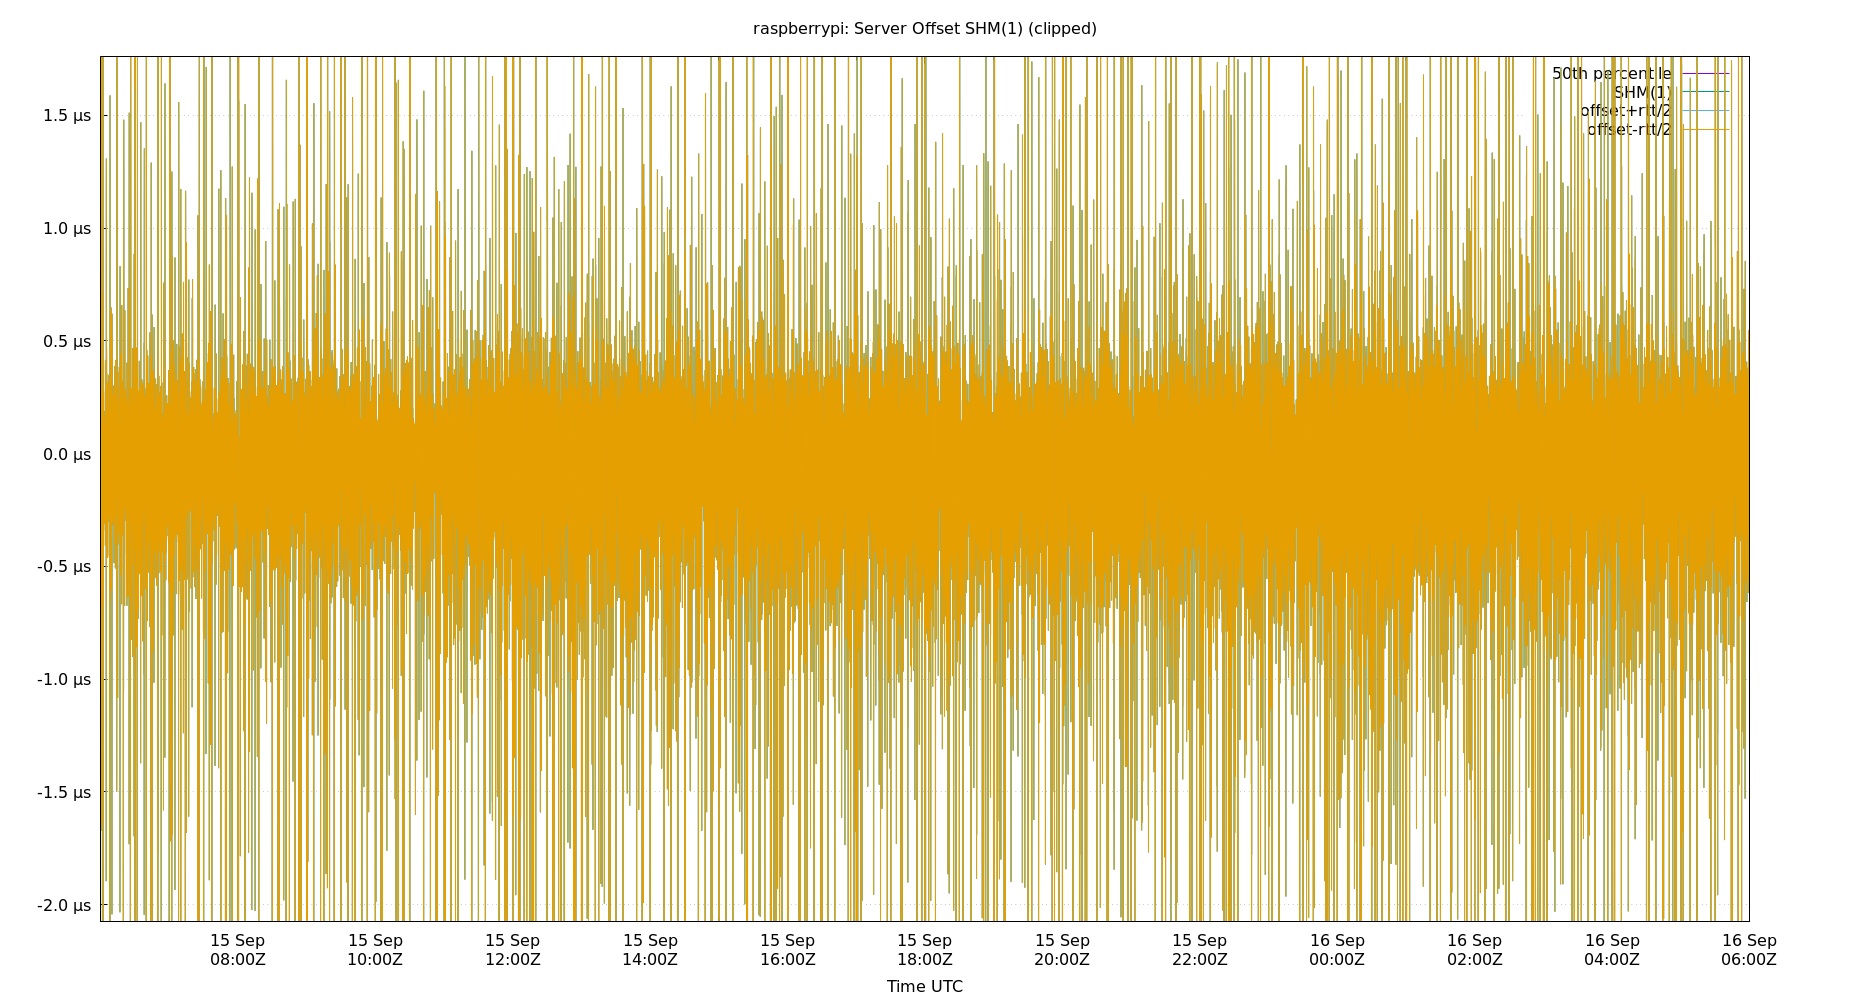 raspberrypi: Server Offset SHM(1) (clipped)
50th percentile
SHM(1)
offset+rtt/2
offset-rtt/2
1.5 µs
1.0 µs
0.5 µs
0.0 µs
-0.5 µs
-1.0 µs
-1.5 µs
-2.0 µs
15 Sep 15 Sep 15 Sep 15 Sep 15 Sep 15 Sep 15 Sep 15 Sep 16 Sep 16 Sep 16 Sep 16 Sep
08:00Z 10:00Z 12:00Z 14:00Z 16:00Z 18:00Z 20:00Z 22:00Z 00:00Z 02:00Z 04:00Z 06:00Z
Time UTC